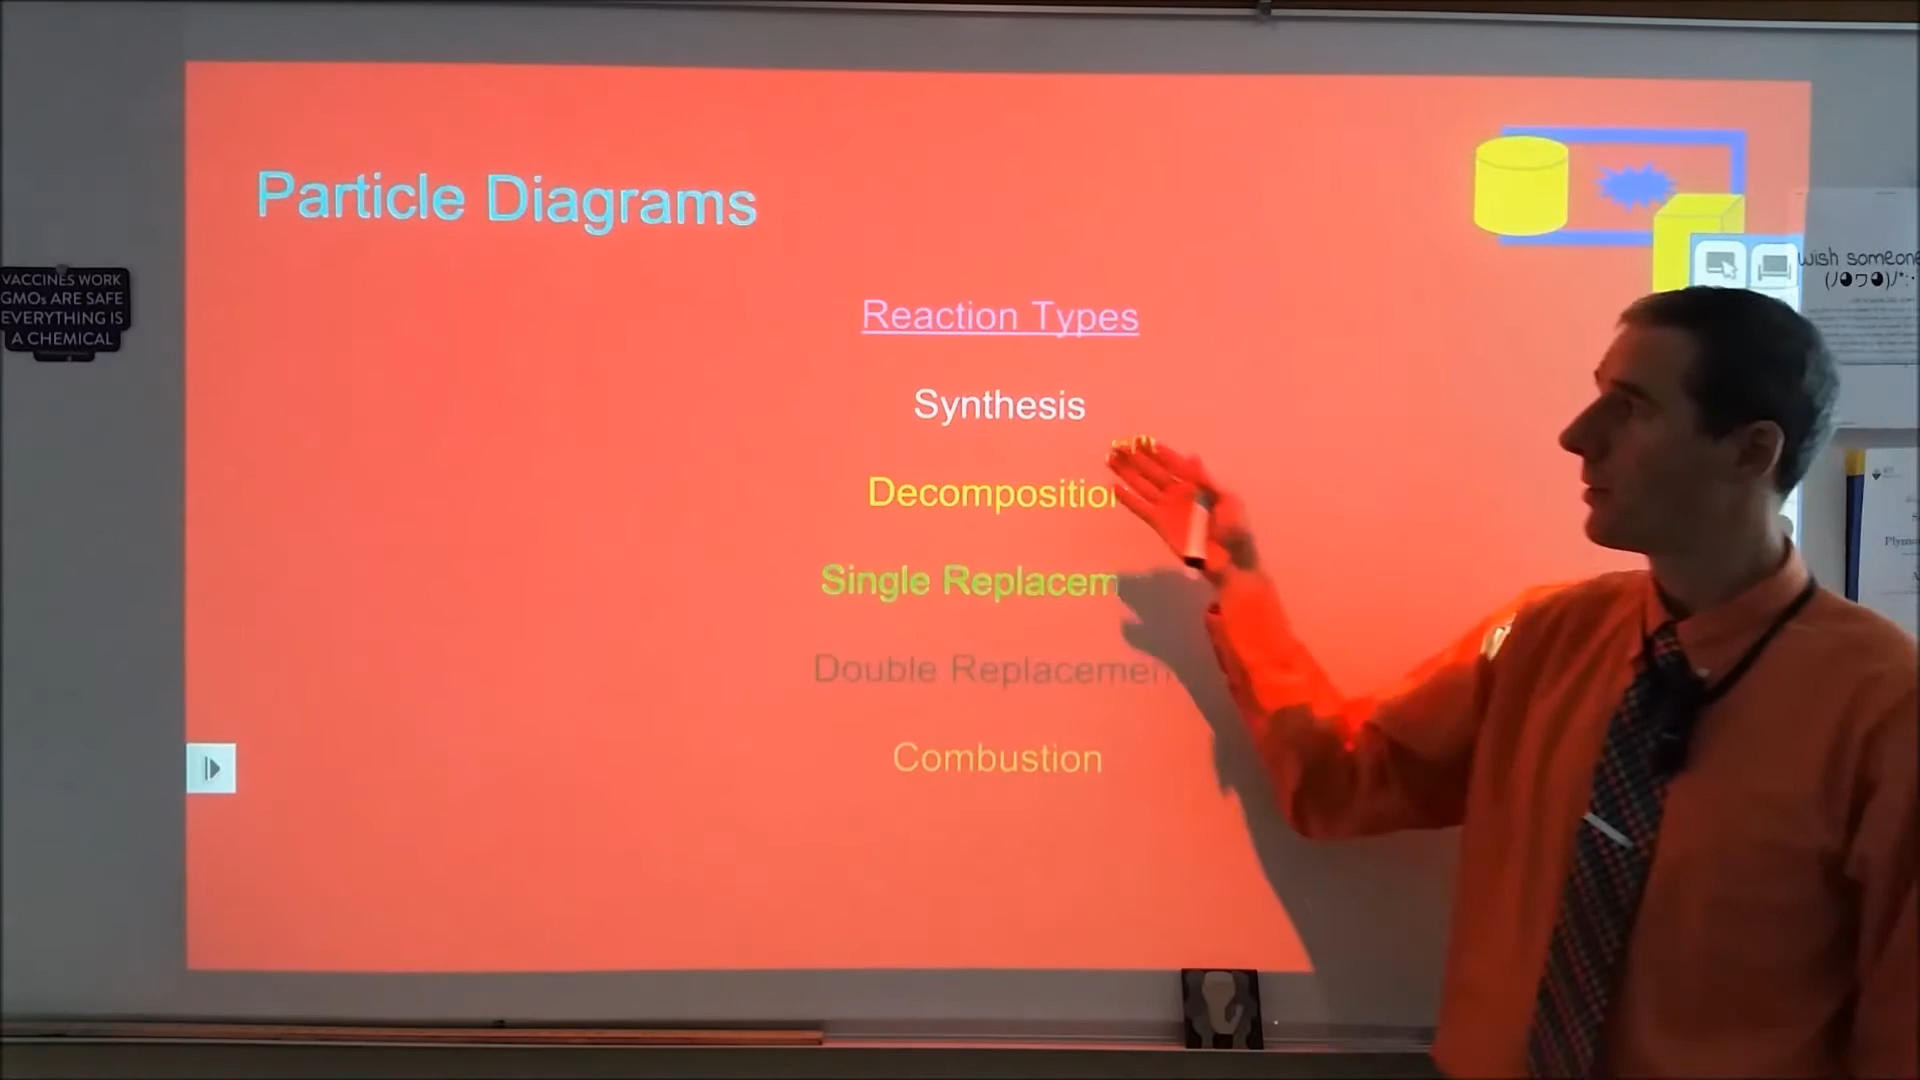 Particle Diagrams
Reaction Types
Synthesis
Decomposition
Single Replacem
Double Replacemen
Combustion
VACCINES WORK
GMOs ARE SAFE
EVERYTHING IS
A CHEMICAL
wish someone